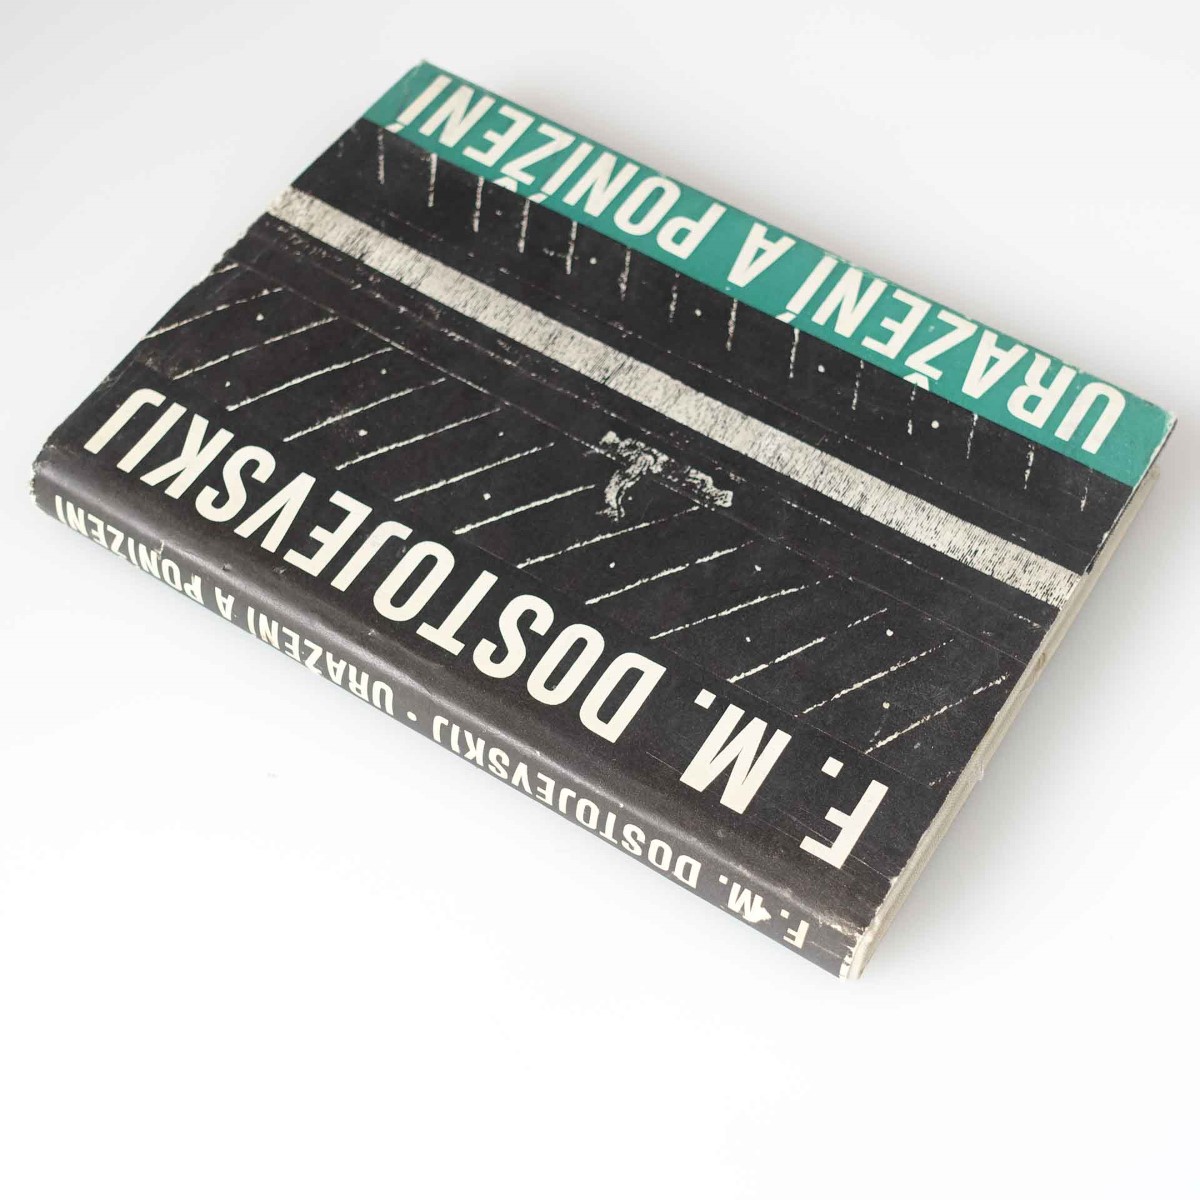 F. M. DOSTOJEVSKIJ
URAŽENÍ A PONÍŽENÍ
F. M. DOSTOJEVSKIJ · URAŽENÍ A PONÍŽENÍ